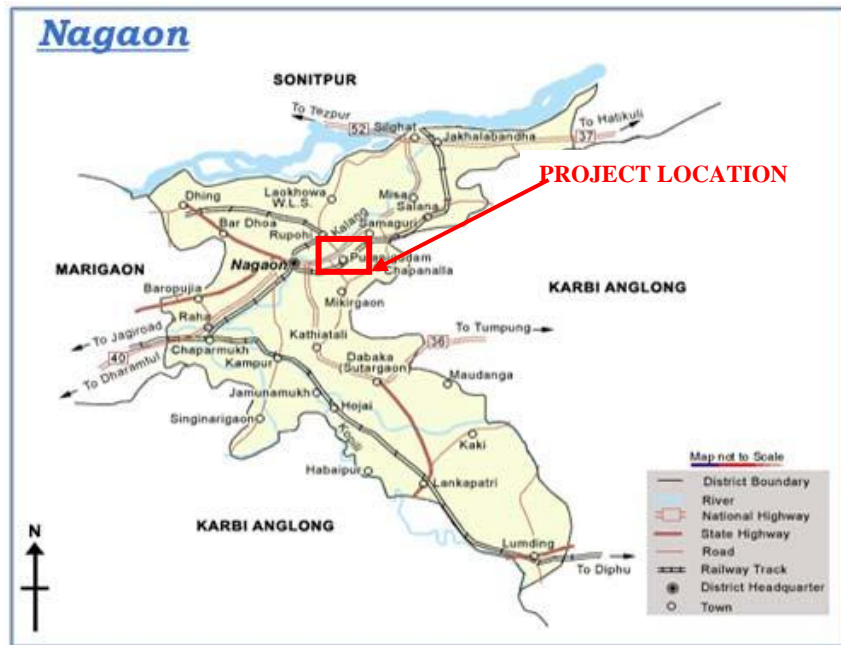 Nagaon
SONITPUR
To Tezpur
52
Silghat
Jakhalabandha
To Hatikuli
37
PROJECT LOCATION
Dhing
Laokhowa
W.L.S.
Misa
Salana
Bar Dhoa
Rupohi
Kalang
Samaguri
MARIGAON
Nagaon
Puranigudam
Chapanalla
KARBI ANGLONG
Baropujia
Mikirgaon
Raha
To Jagiroad
Chaparmukh
Kathiatali
To Tumpung
36
40
To Dharamtul
Kampur
Dabaka
(Sutargaon)
Maudanga
Jamunamukh
Hojai
Singinarigaon
Kopili
Kaki
Habaipur
Lankapatri
KARBI ANGLONG
Lumding
To Diphu
N
Map not to Scale
District Boundary
River
National Highway
State Highway
Road
Railway Track
District Headquarter
Town